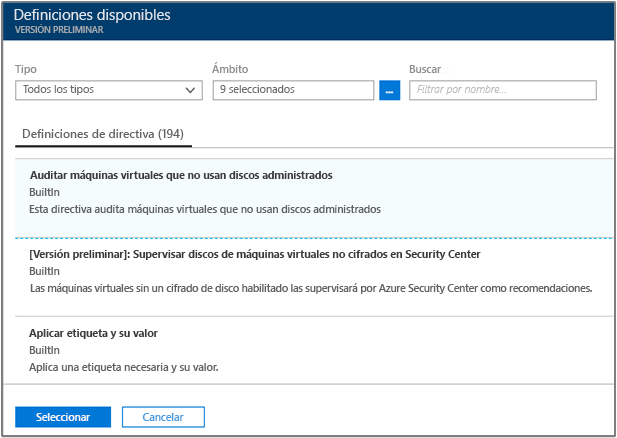 Definiciones disponibles
VERSIÓN PRELIMINAR
Tipo Ámbito Buscar
Todos los tipos 9 seleccionados ... Filtrar por nombre...
Definiciones de directiva (194)
Auditar máquinas virtuales que no usan discos administrados
BuiltIn
Esta directiva audita máquinas virtuales que no usan discos administrados
[Versión preliminar]: Supervisar discos de máquinas virtuales no cifrados en Security Center
BuiltIn
Las máquinas virtuales sin un cifrado de disco habilitado las supervisará por Azure Security Center como recomendaciones.
Aplicar etiqueta y su valor
BuiltIn
Aplica una etiqueta necesaria y su valor.
Seleccionar Cancelar